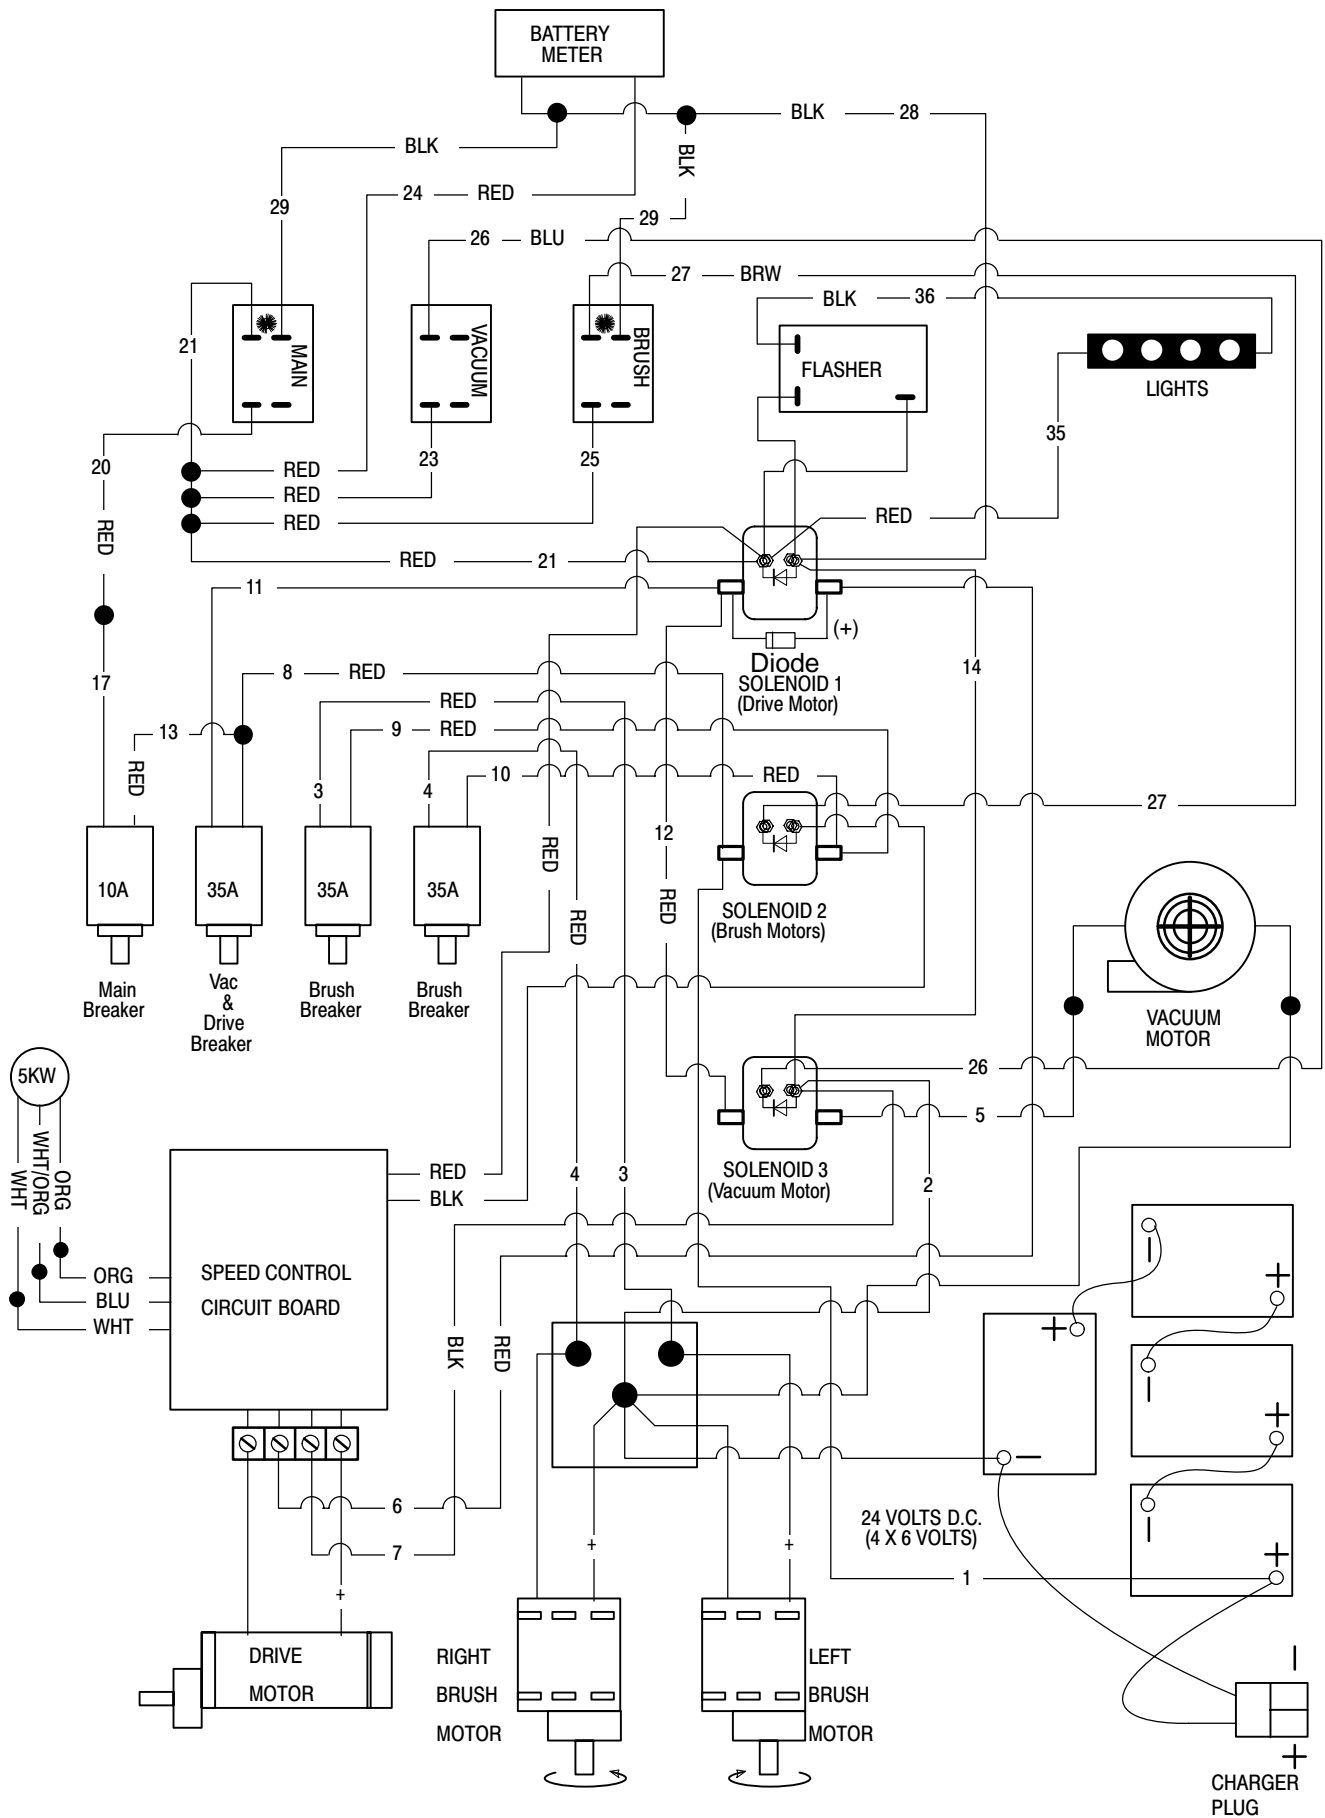 BATTERY
METER
BLK
28
BLK
BLK
24
RED
29
29
26
BLU
27
BRW
BLK
36
21
MAIN
VACUUM
BRUSH
FLASHER
LIGHTS
35
20
RED
23
25
RED
RED
RED
RED
21
RED
11
(+)
Diode
SOLENOID 1
(Drive Motor)
14
17
8
RED
RED
13
9
RED
RED
3
4
10
RED
27
12
RED
RED
RED
10A
35A
35A
35A
SOLENOID 2
(Brush Motors)
Main
Breaker
Vac
&
Drive
Breaker
Brush
Breaker
Brush
Breaker
VACUUM
MOTOR
26
5
5KW
WHT
WHT/ORG
ORG
RED
BLK
4
3
SOLENOID 3
(Vacuum Motor)
2
ORG
BLU
WHT
SPEED CONTROL
CIRCUIT BOARD
BLK
RED
−
+
+
−
+
−
+
−
−
6
7
24 VOLTS D.C.
(4 X 6 VOLTS)
1
+
+
+
DRIVE
MOTOR
RIGHT
BRUSH
MOTOR
LEFT
BRUSH
MOTOR
−
+
CHARGER
PLUG